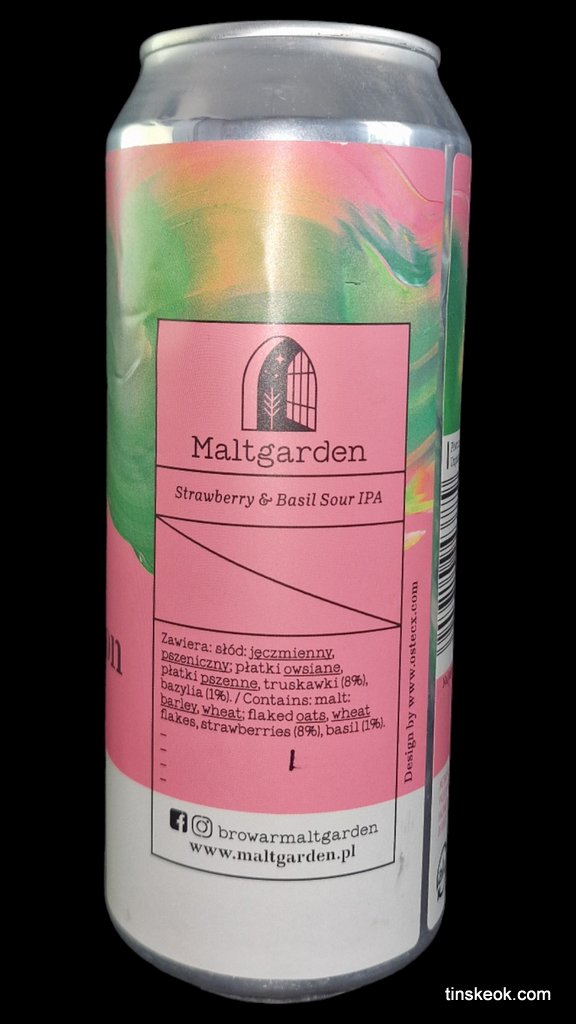 Maltgarden
Strawberry & Basil Sour IPA
Zawiera: słód: jęczmienny,
pszeniczny; płatki owsiane,
płatki pszenne, truskawki (8%),
bazylia (1%). / Contains: malt:
barley, wheat; flaked oats, wheat
flakes, strawberries (8%), basil (1%).
browarmaltgarden
www.maltgarden.pl
Design by www.ostecx.com
tinskeok.com